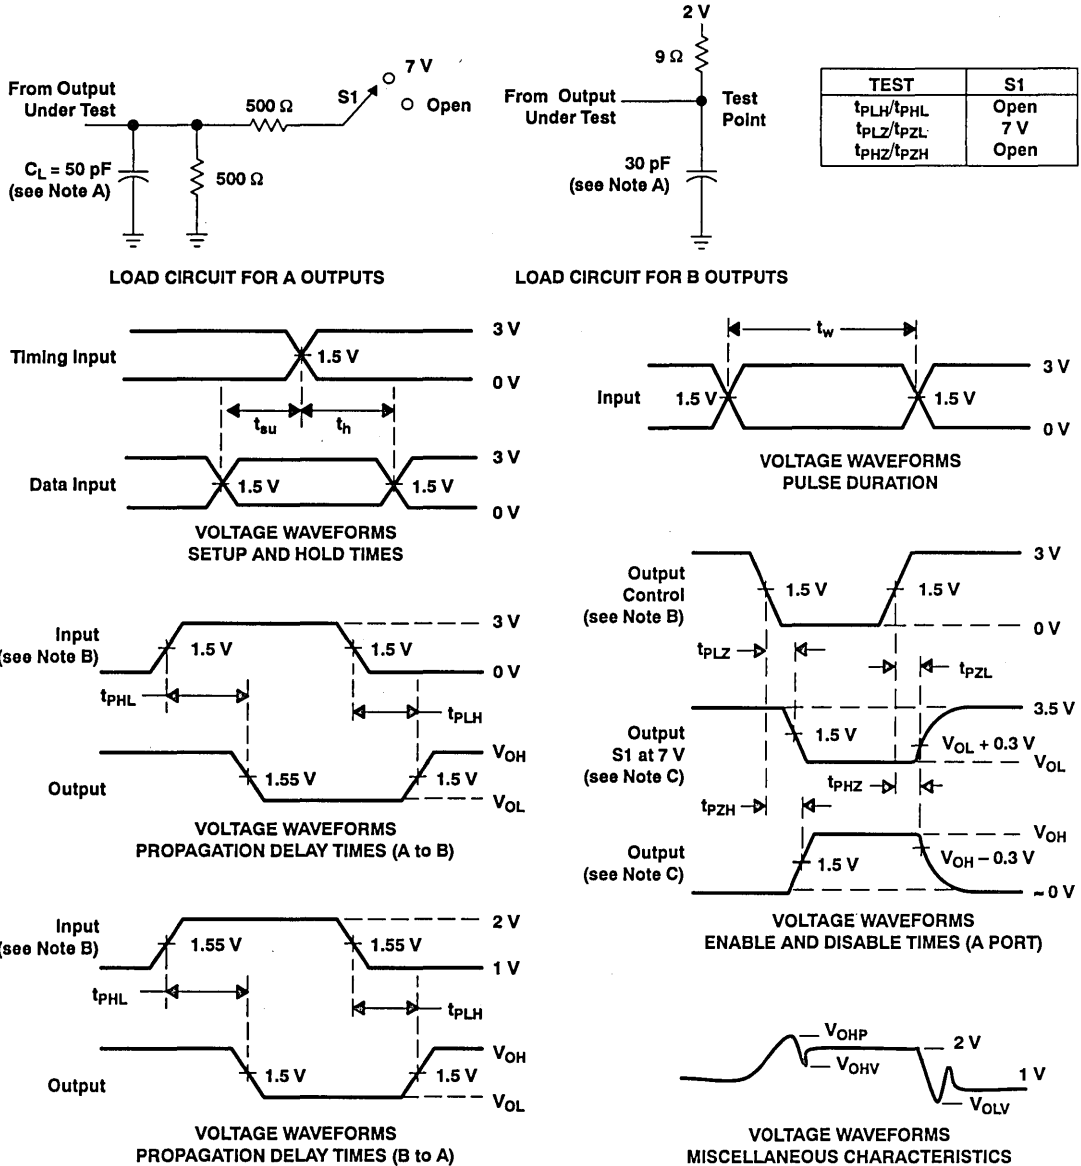 From Output
Under Test
500 Ω
S1
7 V
Open
CL = 50 pF
(see Note A)
500 Ω
LOAD CIRCUIT FOR A OUTPUTS
2 V
9 Ω
From Output
Under Test
Test
Point
30 pF
(see Note A)
LOAD CIRCUIT FOR B OUTPUTS
TEST S1
tPLH/tPHL Open
tPLZ/tPZL 7 V
tPHZ/tPZH Open
Timing Input
3 V
1.5 V
0 V
tsu
th
Data Input
3 V
1.5 V
1.5 V
0 V
VOLTAGE WAVEFORMS
SETUP AND HOLD TIMES
tw
Input
1.5 V
1.5 V
3 V
0 V
VOLTAGE WAVEFORMS
PULSE DURATION
Input
(see Note B)
1.5 V
1.5 V
3 V
0 V
tPHL
tPLH
Output
1.55 V
1.5 V
VOH
VOL
VOLTAGE WAVEFORMS
PROPAGATION DELAY TIMES (A to B)
Output
Control
(see Note B)
1.5 V
1.5 V
3 V
0 V
tPLZ
tPZL
Output
S1 at 7 V
(see Note C)
1.5 V
3.5 V
VOL + 0.3 V
VOL
tPHZ
tPZH
Output
(see Note C)
1.5 V
VOH
VOH − 0.3 V
~ 0 V
VOLTAGE WAVEFORMS
ENABLE AND DISABLE TIMES (A PORT)
Input
(see Note B)
1.55 V
1.55 V
2 V
1 V
tPHL
tPLH
Output
1.5 V
1.5 V
VOH
VOL
VOLTAGE WAVEFORMS
PROPAGATION DELAY TIMES (B to A)
VOHP
VOHV
2 V
1 V
VOLV
VOLTAGE WAVEFORMS
MISCELLANEOUS CHARACTERISTICS